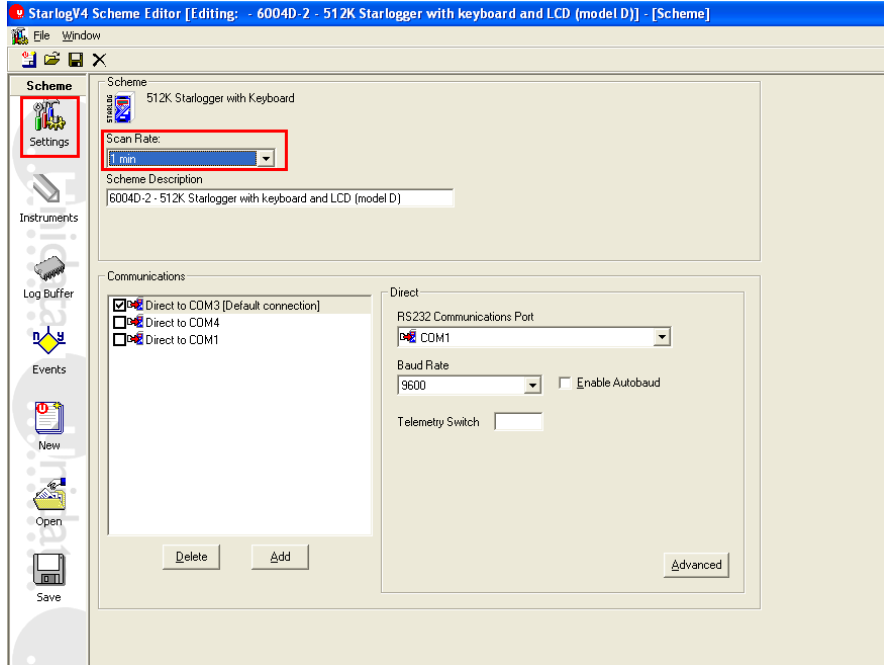 StarlogV4 Scheme Editor [Editing: - 6004D-2 - 512K Starlogger with keyboard and LCD (model D)] - [Scheme]
File Window
Scheme
Settings
Instruments
Log Buffer
Events
New
Open
Save
Scheme
STARLOG
512K Starlogger with Keyboard
Scan Rate:
1 min
Scheme Description
6004D-2 - 512K Starlogger with keyboard and LCD (model D)
Communications
Direct to COM3 [Default connection]
Direct to COM4
Direct to COM1
Delete Add
Direct
RS232 Communications Port
COM1
Baud Rate
9600 Enable Autobaud
Telemetry Switch
Advanced